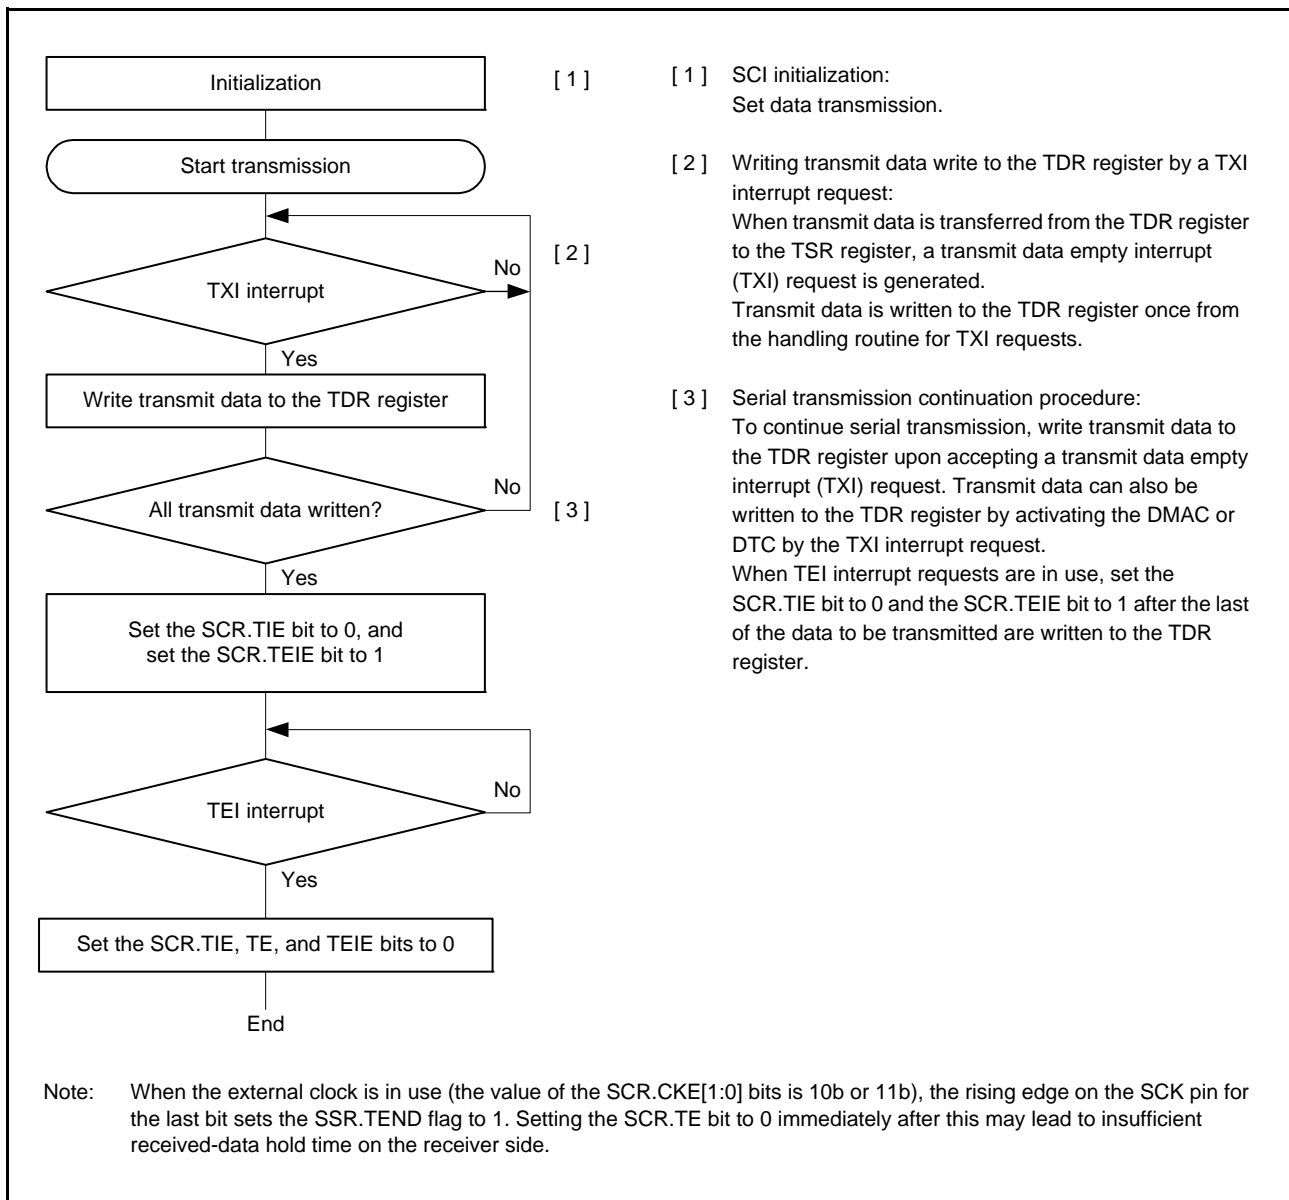 Initialization
[ 1 ]
Start transmission
[ 2 ]
TXI interrupt
No
Yes
Write transmit data to the TDR register
All transmit data written?
No
[ 3 ]
Yes
Set the SCR.TIE bit to 0, and
set the SCR.TEIE bit to 1
TEI interrupt
No
Yes
Set the SCR.TIE, TE, and TEIE bits to 0
End
[ 1 ] SCI initialization:
Set data transmission.
[ 2 ] Writing transmit data write to the TDR register by a TXI
interrupt request:
When transmit data is transferred from the TDR register
to the TSR register, a transmit data empty interrupt
(TXI) request is generated.
Transmit data is written to the TDR register once from
the handling routine for TXI requests.
[ 3 ] Serial transmission continuation procedure:
To continue serial transmission, write transmit data to
the TDR register upon accepting a transmit data empty
interrupt (TXI) request. Transmit data can also be
written to the TDR register by activating the DMAC or
DTC by the TXI interrupt request.
When TEI interrupt requests are in use, set the
SCR.TIE bit to 0 and the SCR.TEIE bit to 1 after the last
of the data to be transmitted are written to the TDR
register.
Note: When the external clock is in use (the value of the SCR.CKE[1:0] bits is 10b or 11b), the rising edge on the SCK pin for
the last bit sets the SSR.TEND flag to 1. Setting the SCR.TE bit to 0 immediately after this may lead to insufficient
received-data hold time on the receiver side.